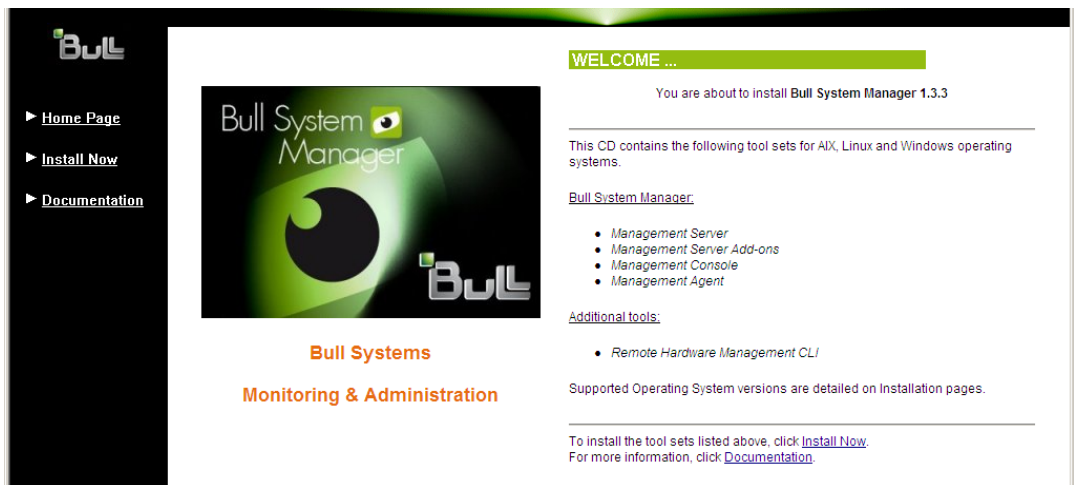 Bull
Home Page
Install Now
Documentation
Bull System
Manager
Bull
Bull Systems
Monitoring & Administration
WELCOME ...
You are about to install Bull System Manager 1.3.3
This CD contains the following tool sets for AIX, Linux and Windows operating
systems.
Bull System Manager:
• Management Server
• Management Server Add-ons
• Management Console
• Management Agent
Additional tools:
• Remote Hardware Management CLI
Supported Operating System versions are detailed on Installation pages.
To install the tool sets listed above, click Install Now.
For more information, click Documentation.